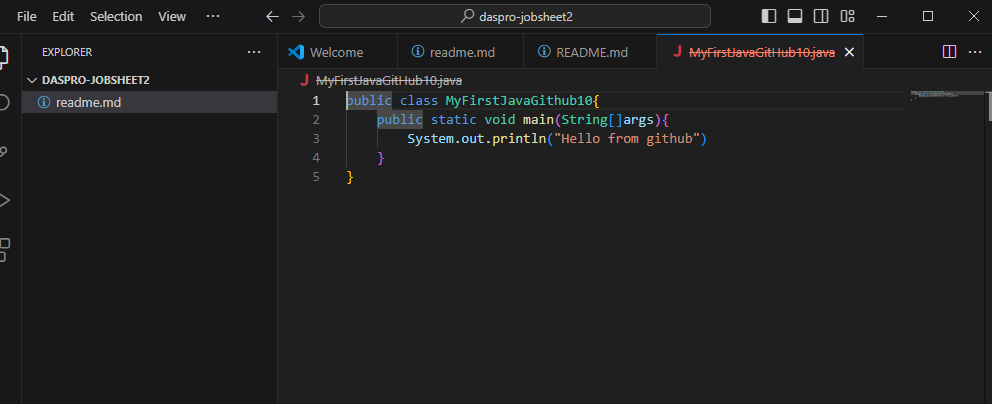 File Edit Selection View ··· daspro-jobsheet2
EXPLORER ···
Welcome readme.md README.md MyFirstJavaGitHub10.java
DASPRO-JOBSHEET2
readme.md
MyFirstJavaGitHub10.java
1 public class MyFirstJavaGithub10{
2 public static void main(String[]args){
3 System.out.println("Hello from github")
4 }
5 }